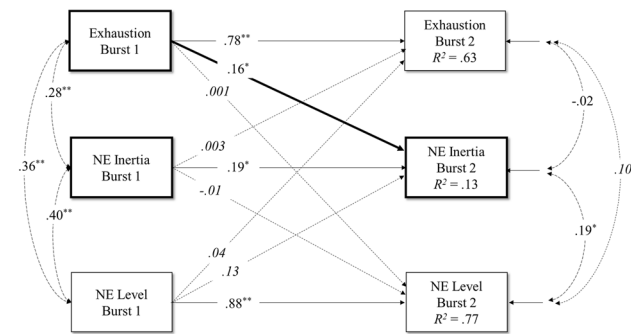 Exhaustion
Burst 1
Exhaustion
Burst 2
R² = .63
.78**
.16*
.001
.28**
-.02
.003
NE Inertia
Burst 1
NE Inertia
Burst 2
R² = .13
.36**
.19*
.10
-.01
.40**
.19*
.04
.13
NE Level
Burst 1
NE Level
Burst 2
R² = .77
.88**